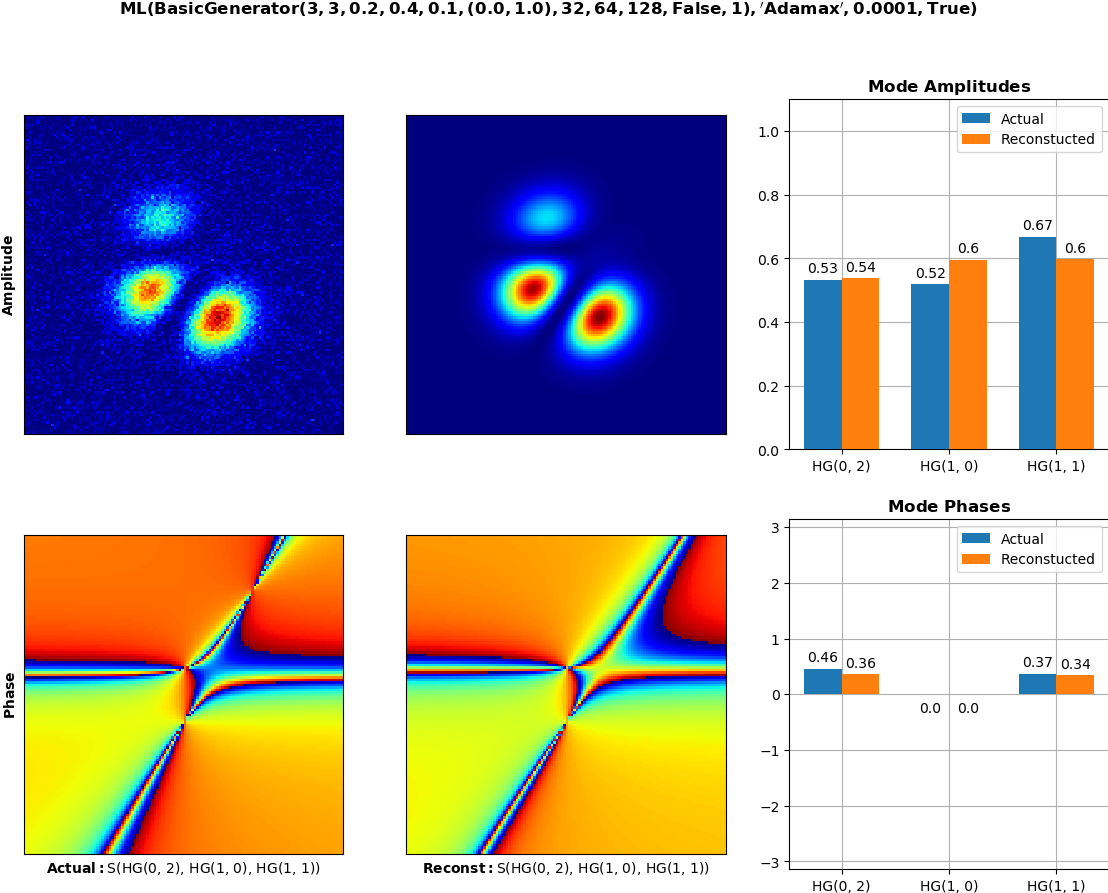 ML(BasicGenerator(3, 3, 0.2, 0.4, 0.1, (0.0, 1.0), 32, 64, 128, False, 1), 'Adamax', 0.0001, True)
Amplitude
Mode Amplitudes
Actual
Reconstucted
1.0
0.8
0.6
0.4
0.2
0.0
0.53
0.54
0.52
0.6
0.67
0.6
HG(0, 2)
HG(1, 0)
HG(1, 1)
Phase
Actual: S(HG(0, 2), HG(1, 0), HG(1, 1))
Reconst: S(HG(0, 2), HG(1, 0), HG(1, 1))
Mode Phases
Actual
Reconstucted
3
2
1
0
−1
−2
−3
0.46
0.36
0.0
0.0
0.37
0.34
HG(0, 2)
HG(1, 0)
HG(1, 1)